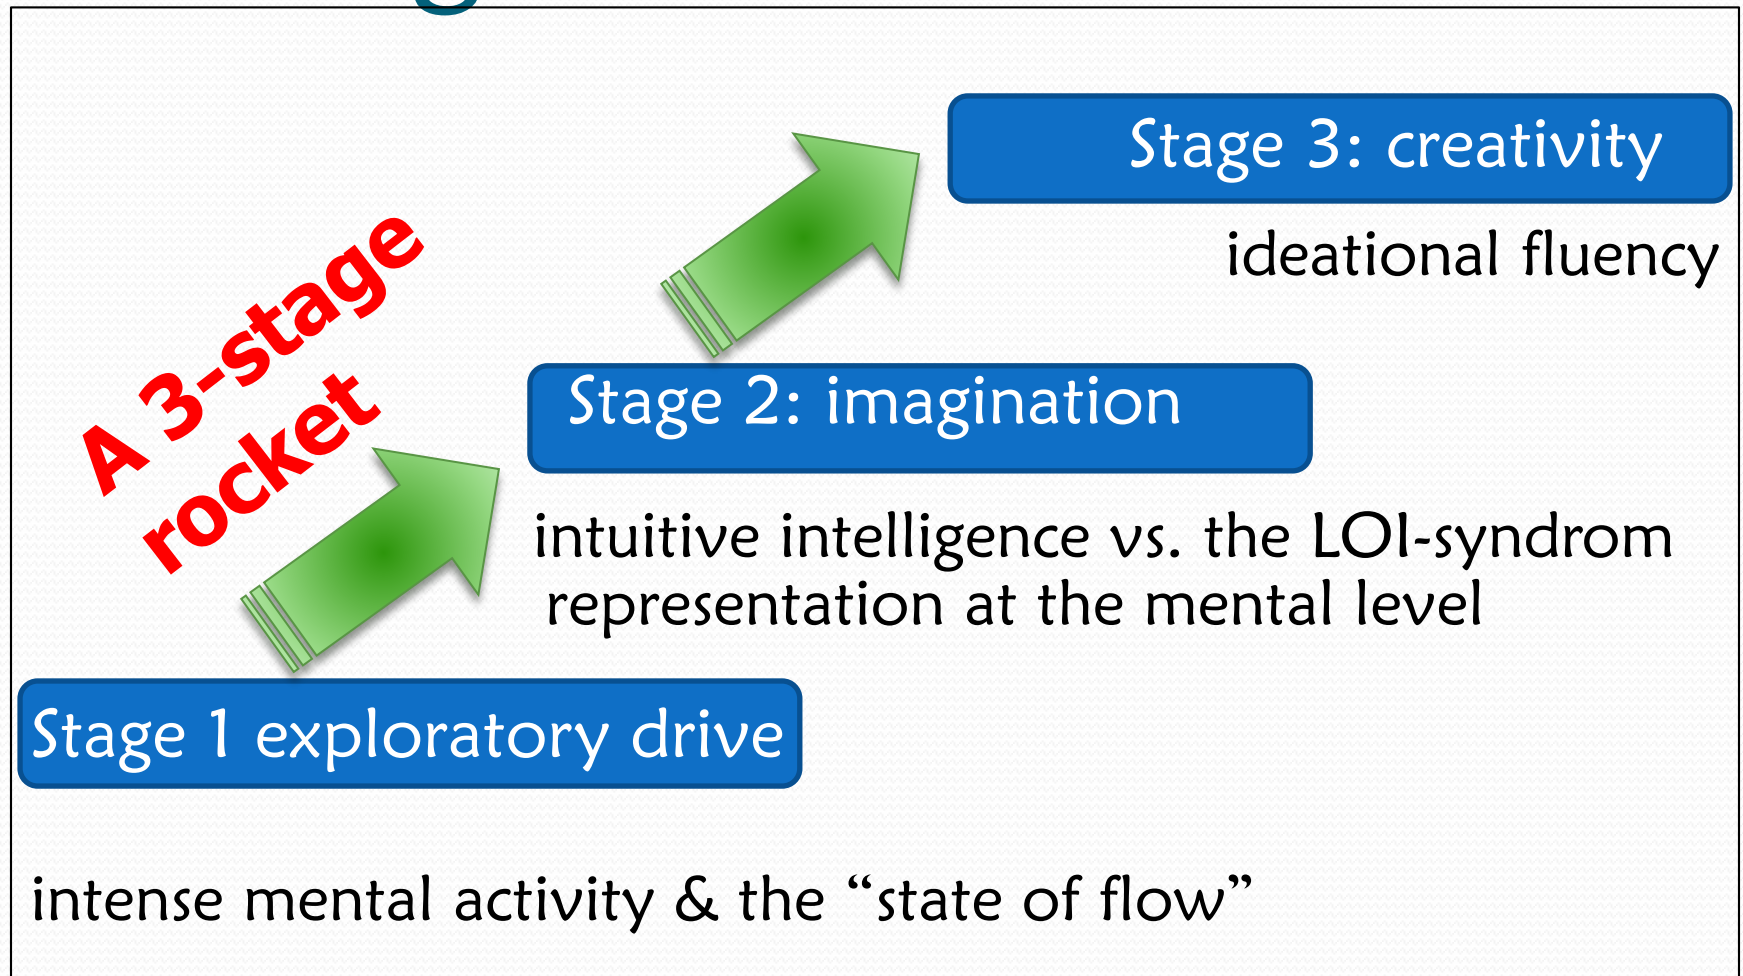 Stage 3: creativity
ideational fluency
A 3-stage
rocket
Stage 2: imagination
intuitive intelligence vs. the LOI-syndrom
representation at the mental level
Stage 1 exploratory drive
intense mental activity & the “state of flow”